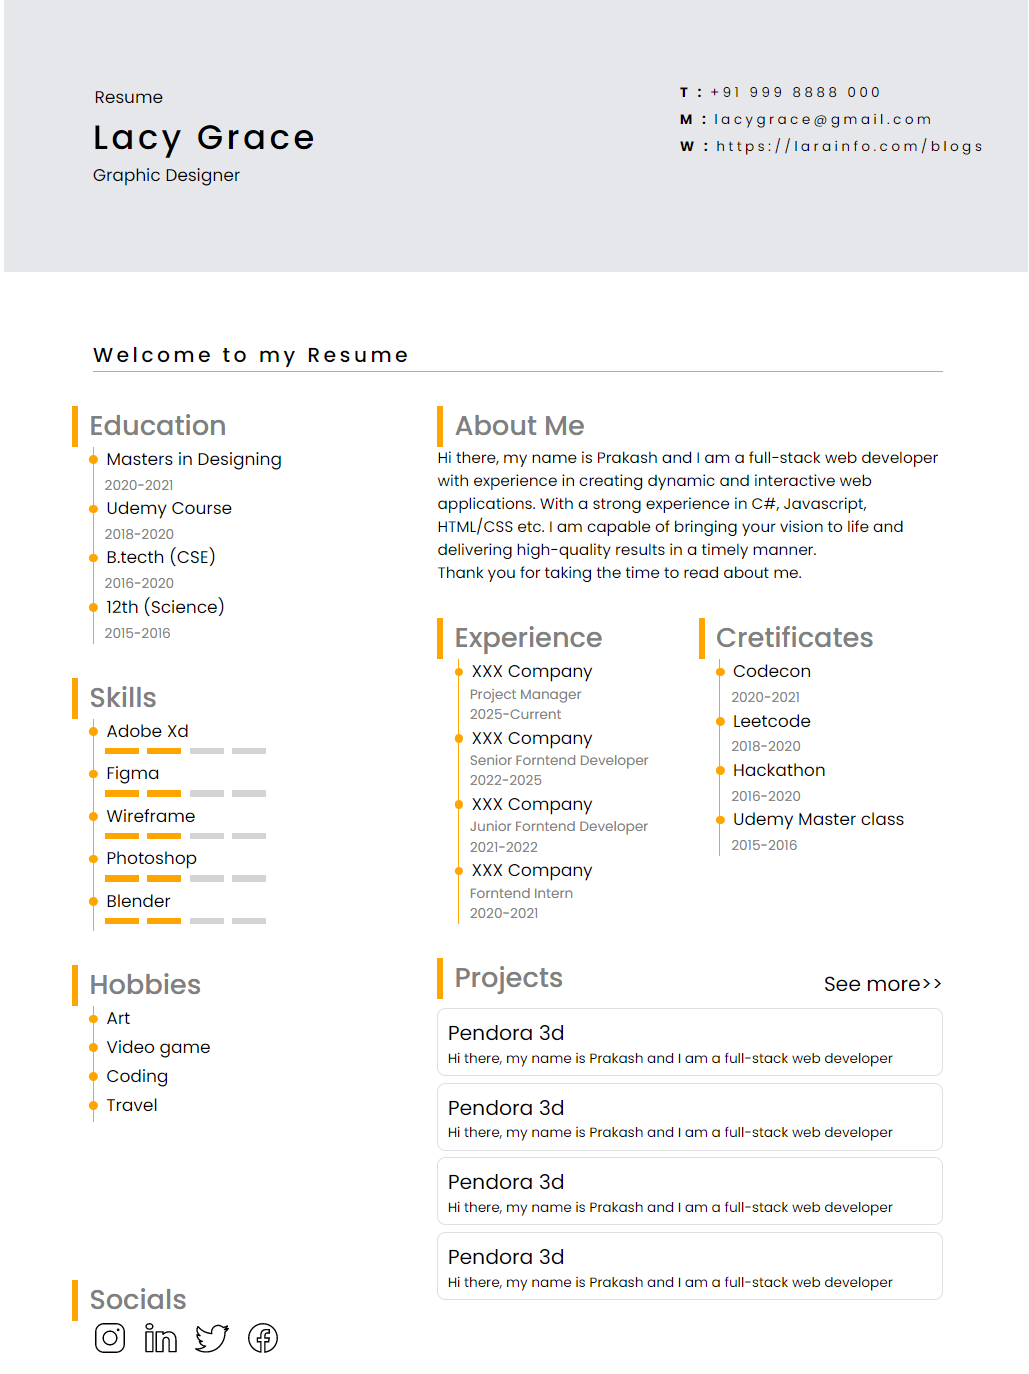 Resume
Lacy Grace
Graphic Designer
T : +91 999 8888 000
M : lacygrace@gmail.com
W : https://larainfo.com/blogs
Welcome to my Resume
Education
Masters in Designing
2020-2021
Udemy Course
2018-2020
B.tecth (CSE)
2016-2020
12th (Science)
2015-2016
Skills
Adobe Xd
Figma
Wireframe
Photoshop
Blender
Hobbies
Art
Video game
Coding
Travel
Socials
About Me
Hi there, my name is Prakash and I am a full-stack web developer
with experience in creating dynamic and interactive web
applications. With a strong experience in C#, Javascript,
HTML/CSS etc. I am capable of bringing your vision to life and
delivering high-quality results in a timely manner.
Thank you for taking the time to read about me.
Experience
XXX Company
Project Manager
2025-Current
XXX Company
Senior Forntend Developer
2022-2025
XXX Company
Junior Forntend Developer
2021-2022
XXX Company
Forntend Intern
2020-2021
Cretificates
Codecon
2020-2021
Leetcode
2018-2020
Hackathon
2016-2020
Udemy Master class
2015-2016
Projects
See more>>
Pendora 3d
Hi there, my name is Prakash and I am a full-stack web developer
Pendora 3d
Hi there, my name is Prakash and I am a full-stack web developer
Pendora 3d
Hi there, my name is Prakash and I am a full-stack web developer
Pendora 3d
Hi there, my name is Prakash and I am a full-stack web developer